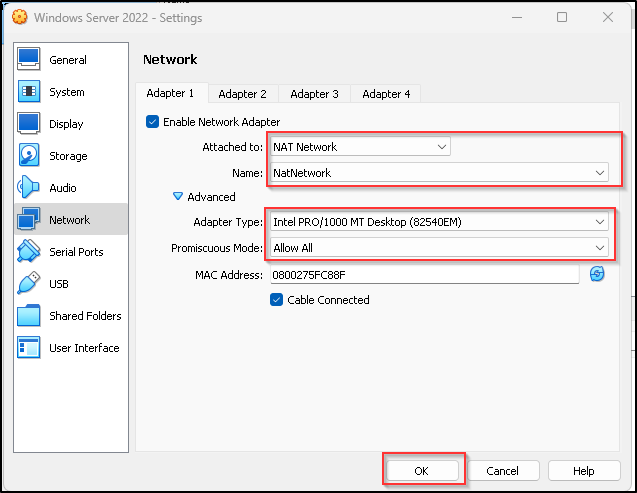 Windows Server 2022 - Settings
General
System
Display
Storage
Audio
Network
Serial Ports
USB
Shared Folders
User Interface
Network
Adapter 1 Adapter 2 Adapter 3 Adapter 4
Enable Network Adapter
Attached to: NAT Network
Name: NatNetwork
Advanced
Adapter Type: Intel PRO/1000 MT Desktop (82540EM)
Promiscuous Mode: Allow All
MAC Address: 0800275FC88F
Cable Connected
OK Cancel Help